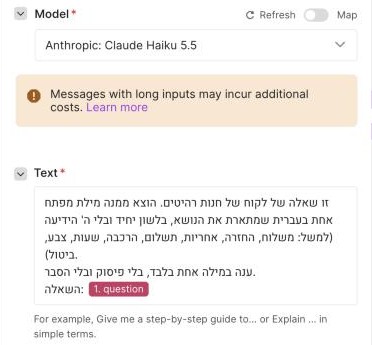 Model*
Refresh
Map
Anthropic: Claude Haiku 5.5
Messages with long inputs may incur additional
costs. Learn more
Text*
זו שאלה של לקוח של חנות רהיטים. הוצא ממנה מילת מפתח
אחת בעברית שמתארת את הנושא, בלשון יחיד ובלי ה' הידיעה
(למשל: משלוח, החזרה, אחריות, תשלום, הרכבה, שעות, צבע,
ביטול).
ענה במילה אחת בלבד, בלי פיסוק ובלי הסבר.
השאלה: 1. question
For example, Give me a step-by-step guide to... or Explain ... in
simple terms.